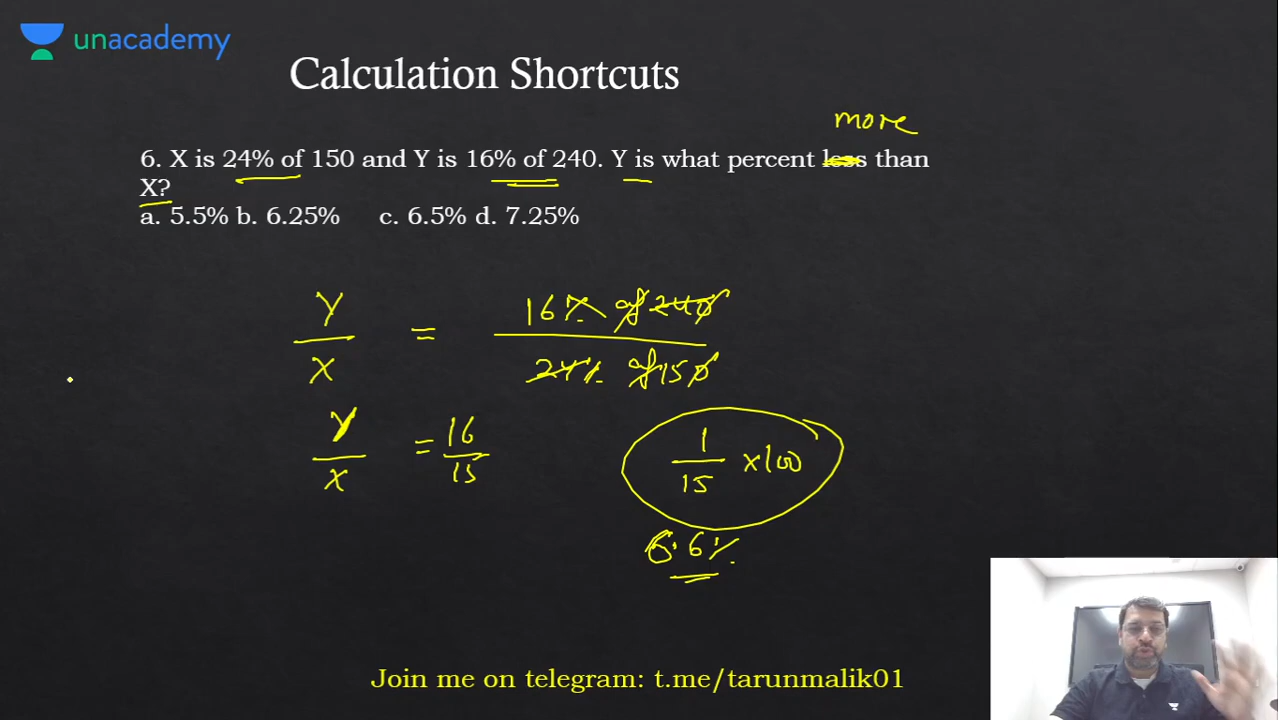 unacademy
Calculation Shortcuts
more
6. X is 24% of 150 and Y is 16% of 240. Y is what percent less than
X?
a. 5.5% b. 6.25% c. 6.5% d. 7.25%
Y/X = 16% of 240 / 24% of 150
Y/X = 16/15
1/15 x100
6.6%
Join me on telegram: t.me/tarunmalik01